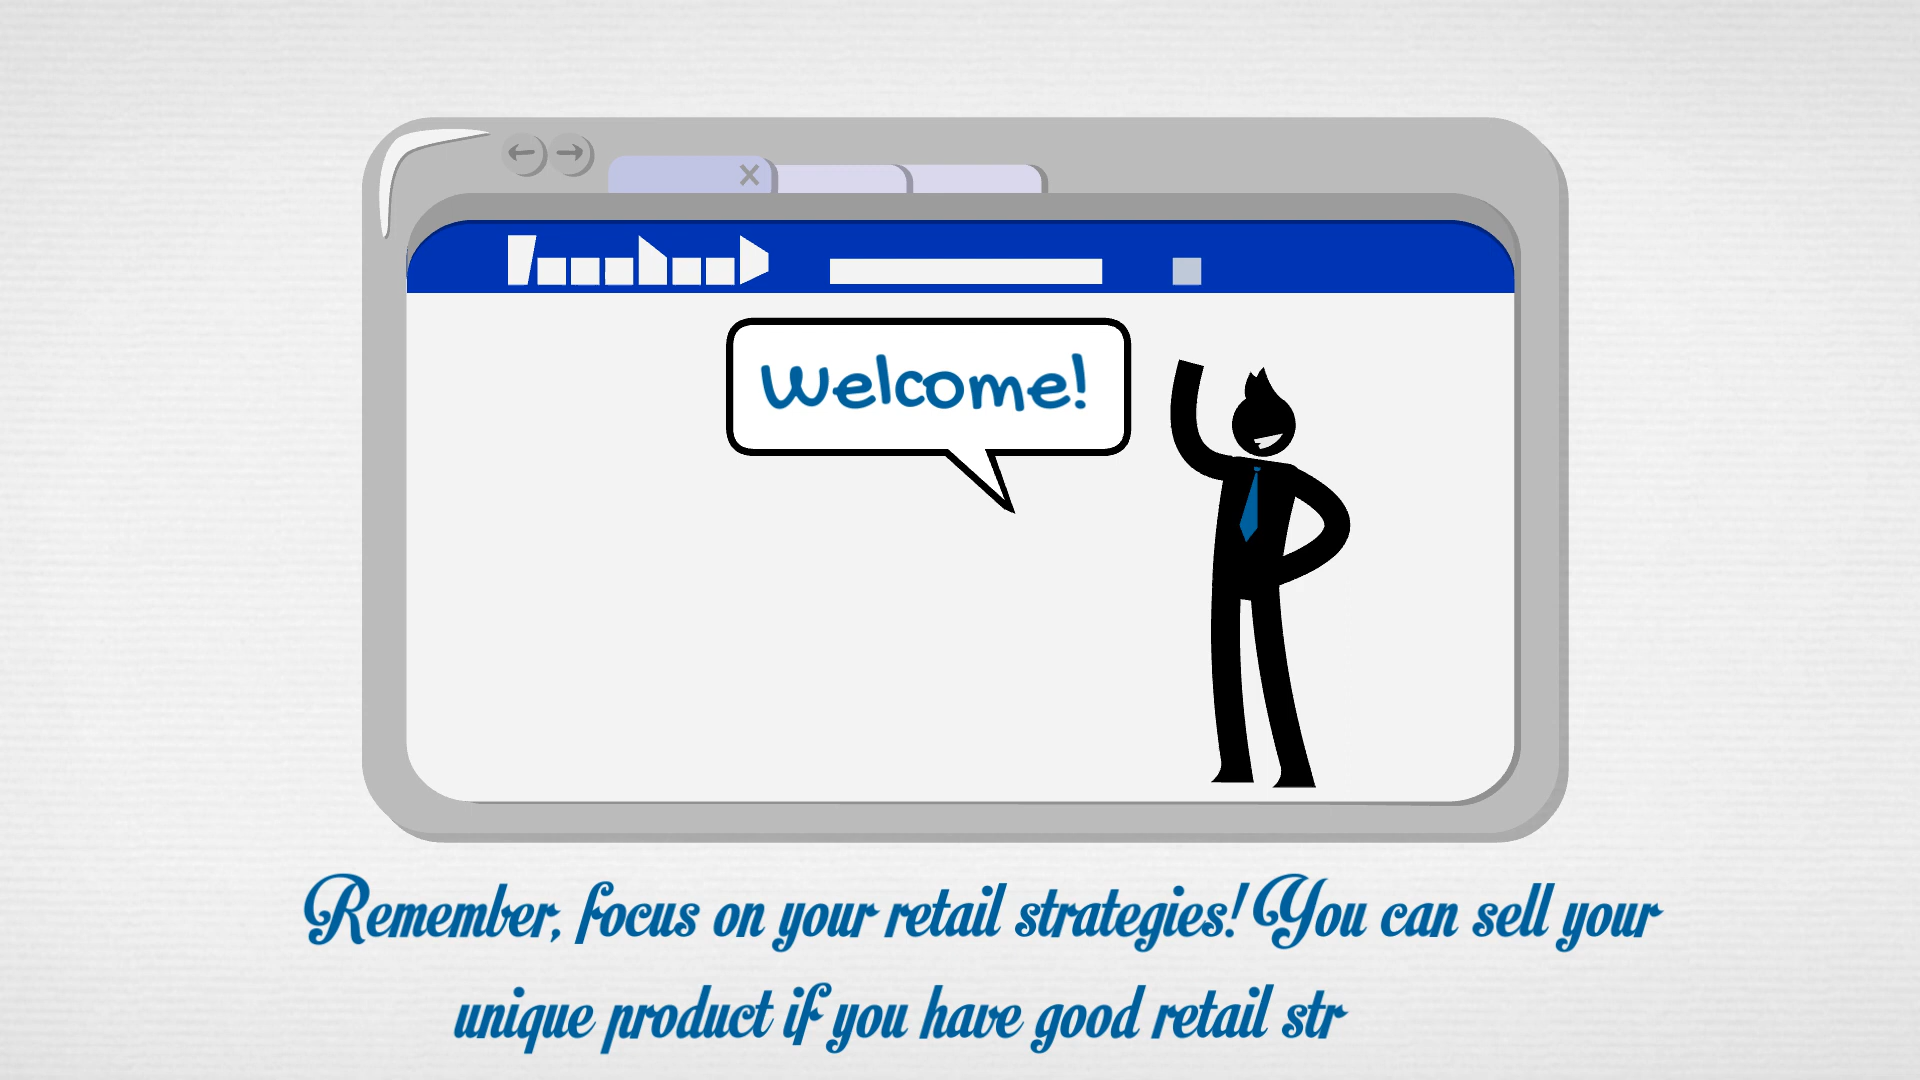 Welcome!
Remember, focus on your retail strategies! You can sell your
unique product if you have good retail str